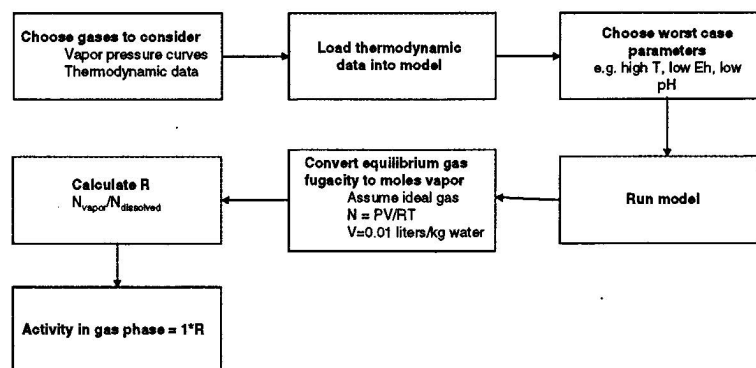 Choose gases to consider
Vapor pressure curves
Thermodynamic data
Load thermodynamic
data into model
Choose worst case
parameters
e.g. high T, low Eh, low
pH
Run model
Convert equilibrium gas
fugacity to moles vapor
Assume ideal gas
N = PV/RT
V=0.01 liters/kg water
Calculate R
Nvapor/Ndissolved
Activity in gas phase = 1*R